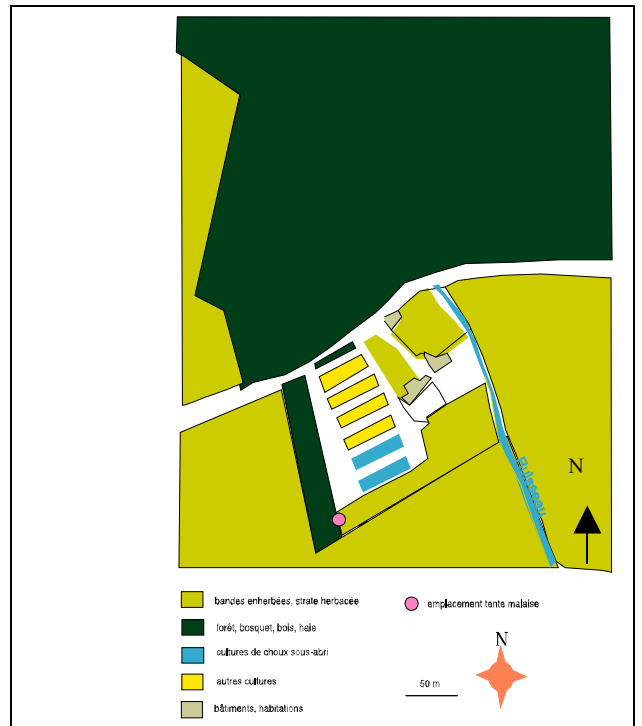 Ruisseau
N
bandes enherbées, strate herbacée
emplacement tente malaise
forêt, bosquet, bois, haie
cultures de choux sous-abri
N
autres cultures
50 m
bâtiments, habitations